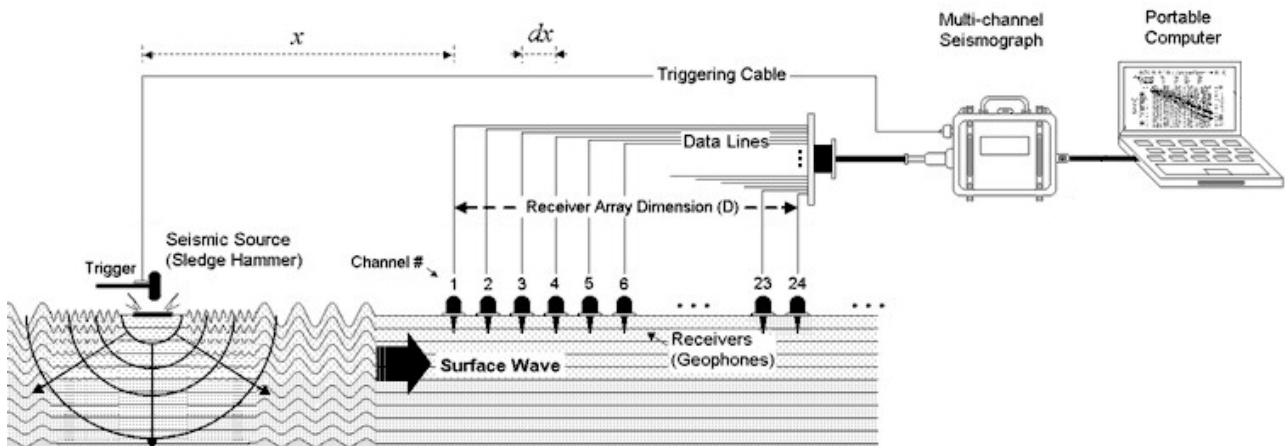 x
dx
Multi-channel
Seismograph
Portable
Computer
Triggering Cable
Data Lines
Receiver Array Dimension (D)
Seismic Source
(Sledge Hammer)
Trigger
Channel #
1 2 3 4 5 6 23 24
Receivers
(Geophones)
Surface Wave